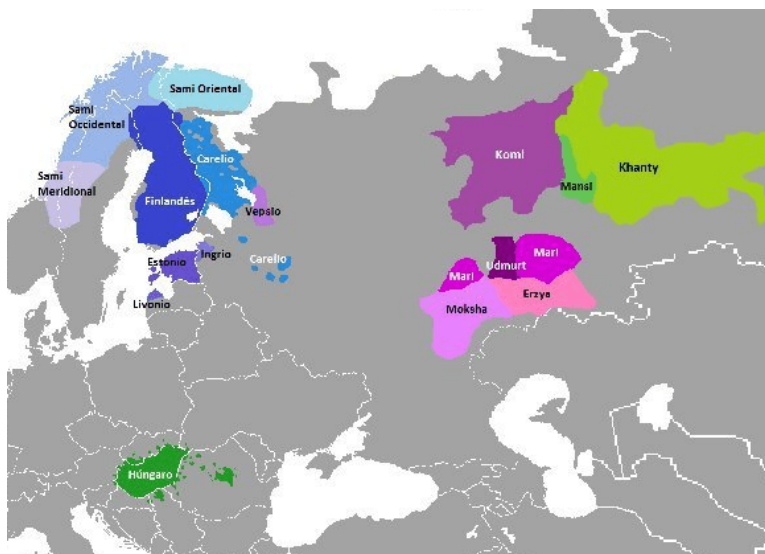 Sami Oriental
Sami
Occidental
Komi
Carelio
Khanty
Sami
Meridional
Mansi
Finlandés
Vepsio
Ingrio
Estonio
Mari
Carelio
Udmurt
Mari
Erzya
Livonio
Moksha
Húngaro